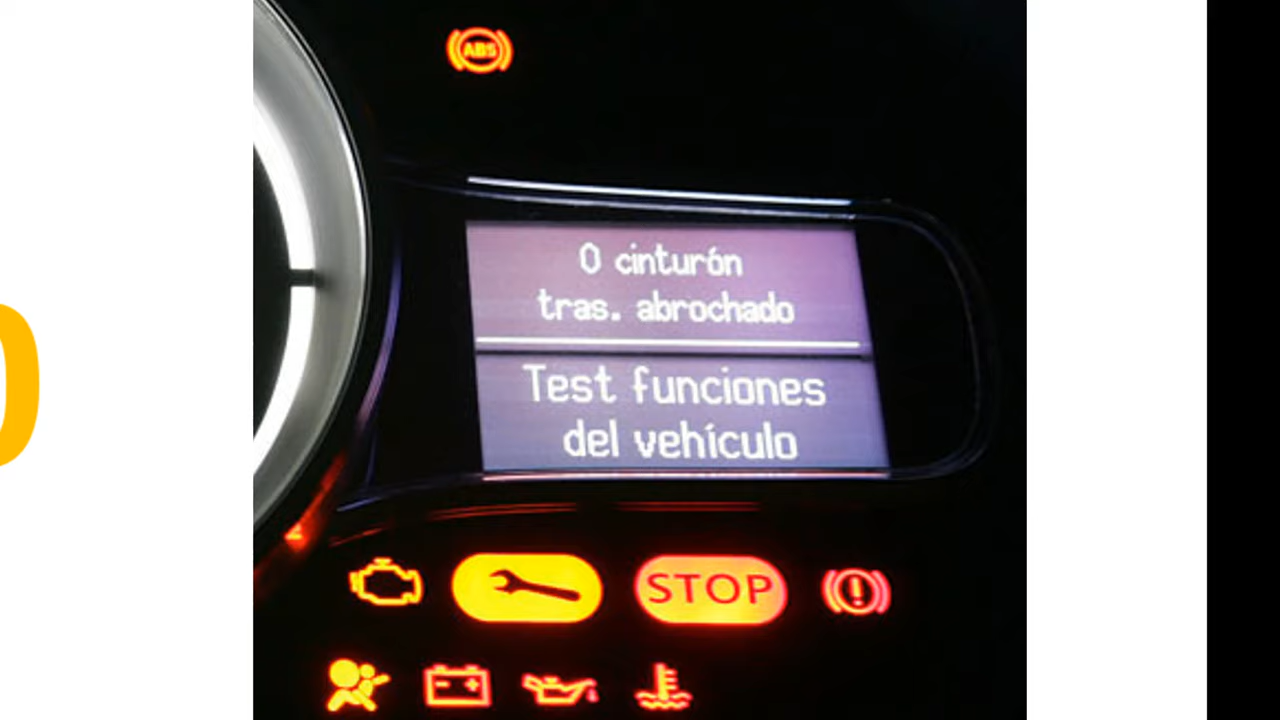 ABS
0 cinturón
tras. abrochado
Test funciones
del vehículo
STOP